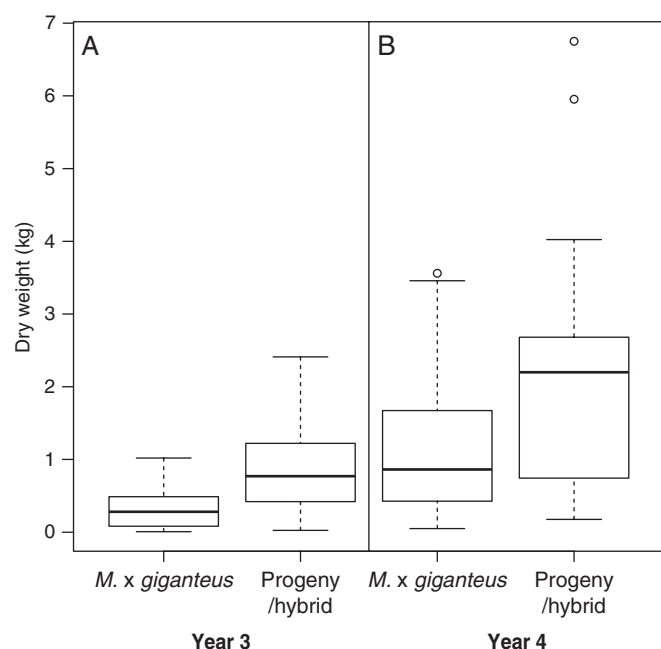 A
B
7
6
5
4
3
2
1
0
Dry weight (kg)
M. x giganteus
Progeny
/hybrid
M. x giganteus
Progeny
/hybrid
Year 3
Year 4